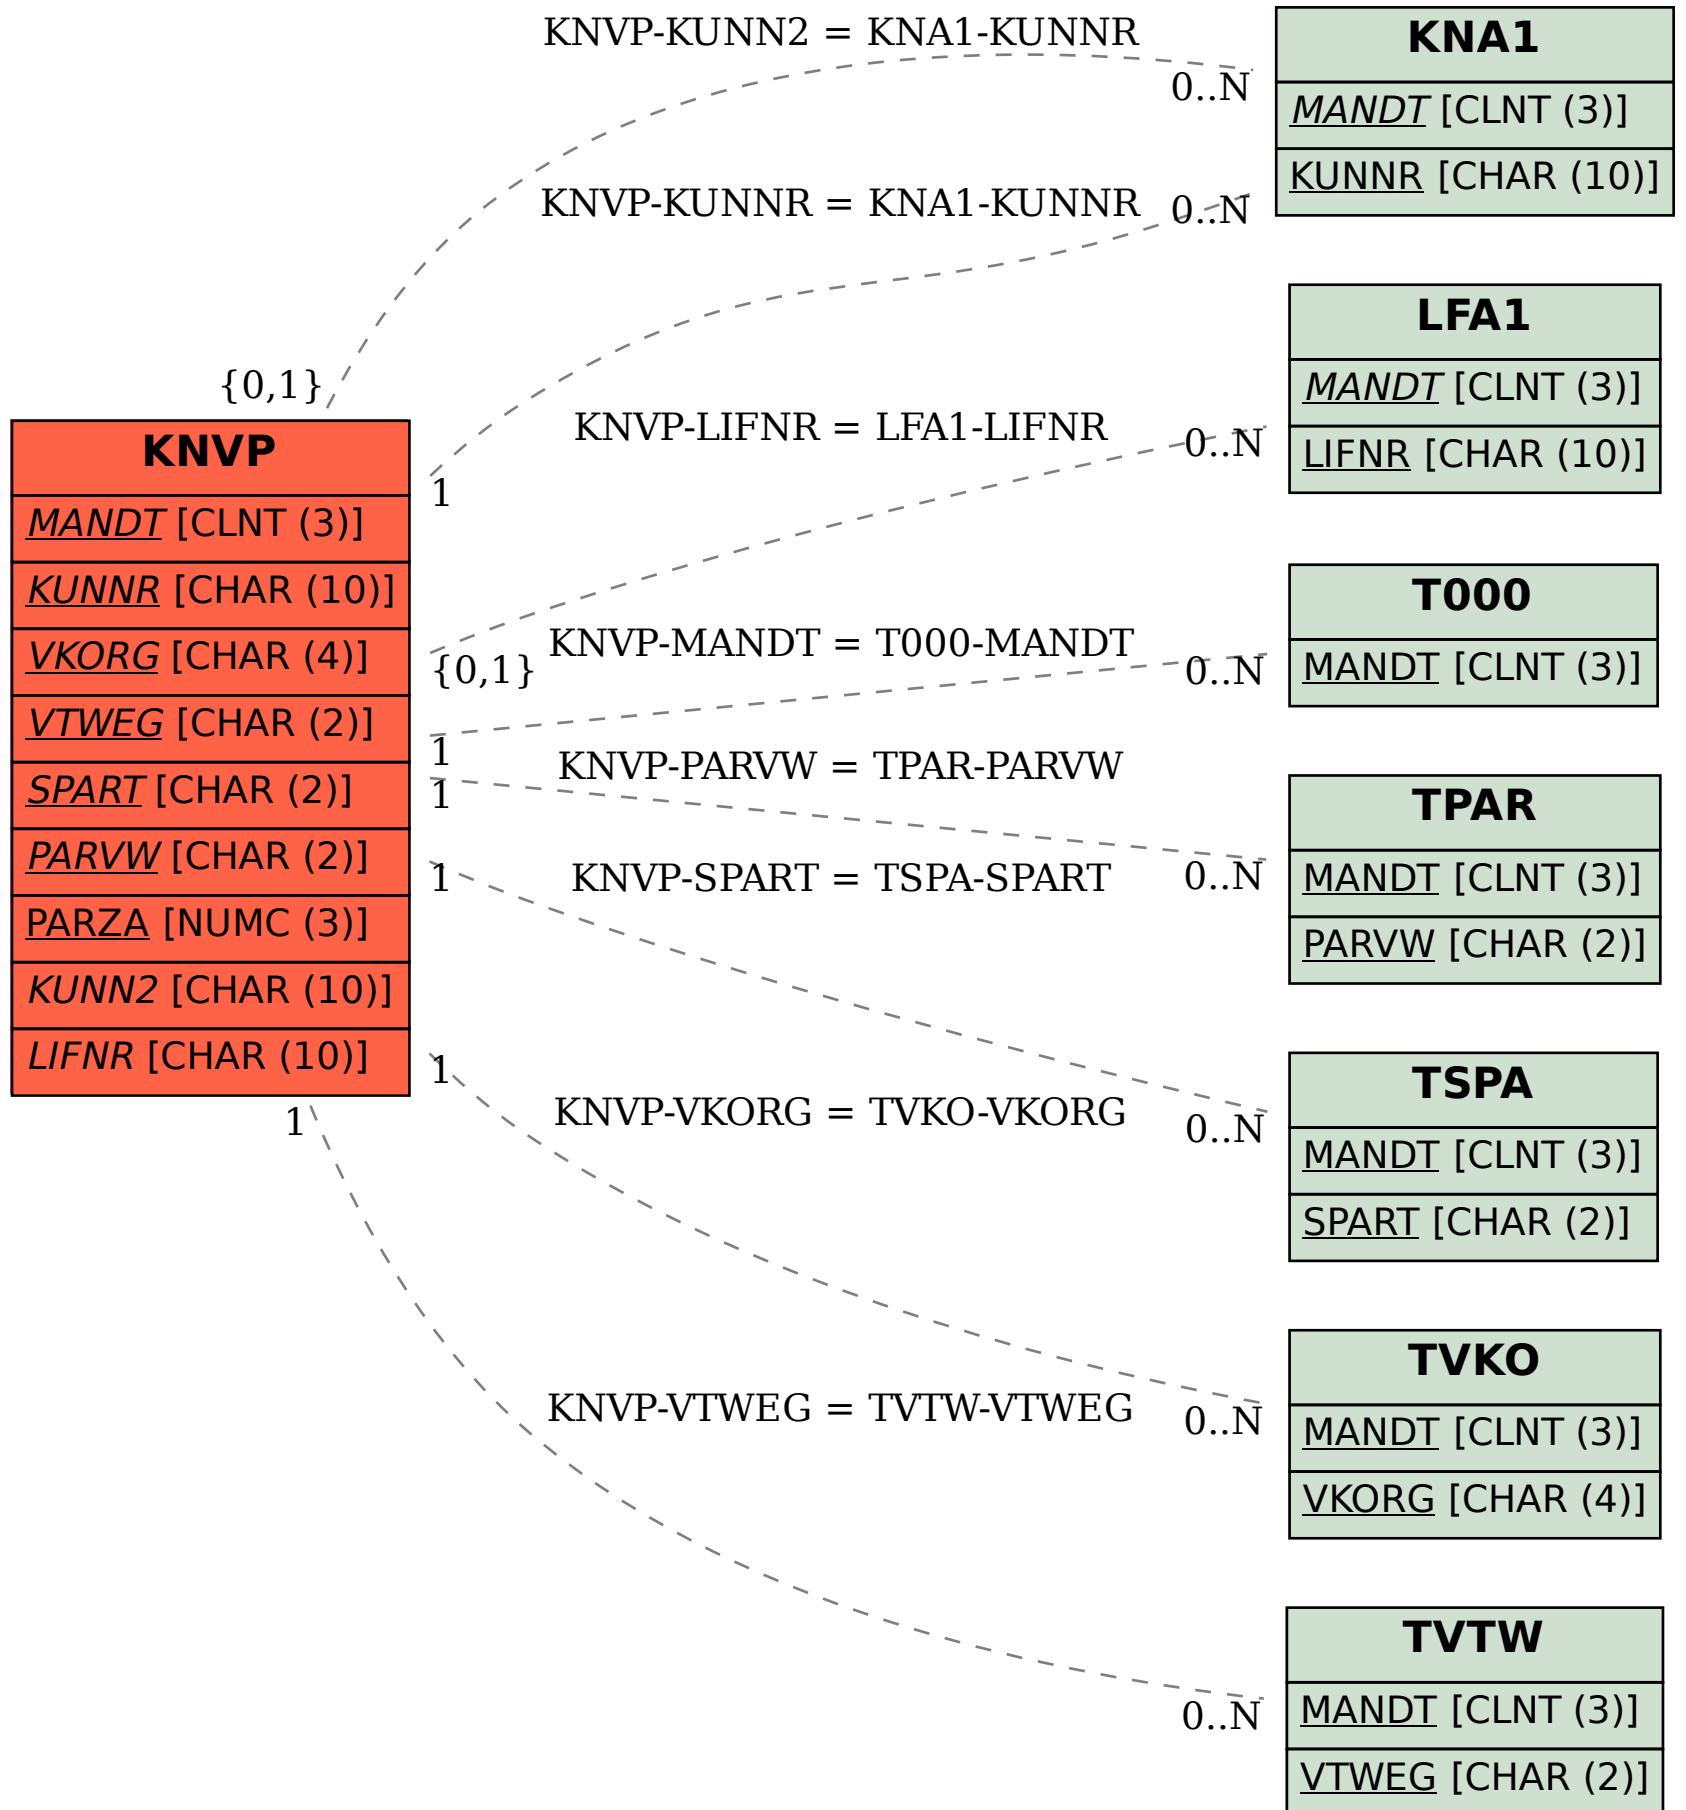 KNVP-KUNN2 = KNA1-KUNNR
0..N
KNA1
MANDT [CLNT (3)]
KUNNR [CHAR (10)]
KNVP-KUNNR = KNA1-KUNNR
0..N
LFA1
MANDT [CLNT (3)]
LIFNR [CHAR (10)]
{0,1}
KNVP-LIFNR = LFA1-LIFNR
0..N
KNVP
MANDT [CLNT (3)]
KUNNR [CHAR (10)]
VKORG [CHAR (4)]
VTWEG [CHAR (2)]
SPART [CHAR (2)]
PARVW [CHAR (2)]
PARZA [NUMC (3)]
KUNN2 [CHAR (10)]
LIFNR [CHAR (10)]
1
{0,1}
KNVP-MANDT = T000-MANDT
0..N
T000
MANDT [CLNT (3)]
1
KNVP-PARVW = TPAR-PARVW
1
0..N
TPAR
MANDT [CLNT (3)]
PARVW [CHAR (2)]
1
KNVP-SPART = TSPA-SPART
0..N
TSPA
MANDT [CLNT (3)]
SPART [CHAR (2)]
1
KNVP-VKORG = TVKO-VKORG
0..N
TVKO
MANDT [CLNT (3)]
VKORG [CHAR (4)]
1
KNVP-VTWEG = TVTW-VTWEG
0..N
TVTW
MANDT [CLNT (3)]
VTWEG [CHAR (2)]